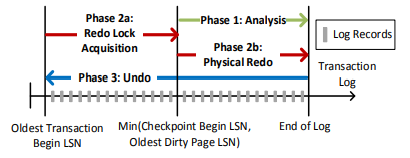 Phase 2a:
Redo Lock
Acquisition
Phase 1: Analysis
Phase 2b:
Physical Redo
Log Records
Phase 3: Undo
Transaction
Log
Oldest Transaction
Begin LSN
Min(Checkpoint Begin LSN,
Oldest Dirty Page LSN)
End of Log